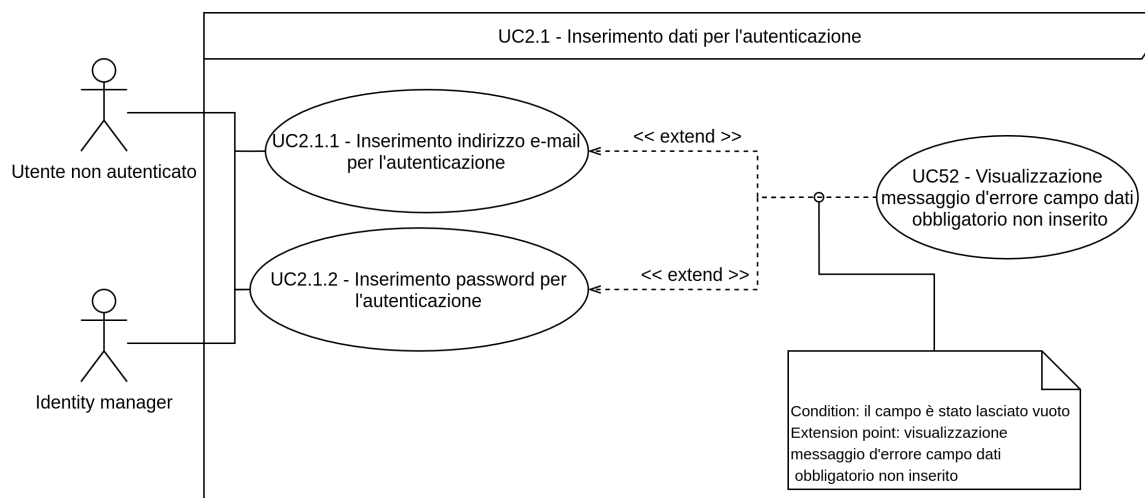 UC2.1 - Inserimento dati per l'autenticazione
Utente non autenticato
UC2.1.1 - Inserimento indirizzo e-mail
per l'autenticazione
<< extend >>
UC52 - Visualizzazione
messaggio d'errore campo dati
obbligatorio non inserito
UC2.1.2 - Inserimento password per
l'autenticazione
<< extend >>
Identity manager
Condition: il campo è stato lasciato vuoto
Extension point: visualizzazione
messaggio d'errore campo dati
obbligatorio non inserito